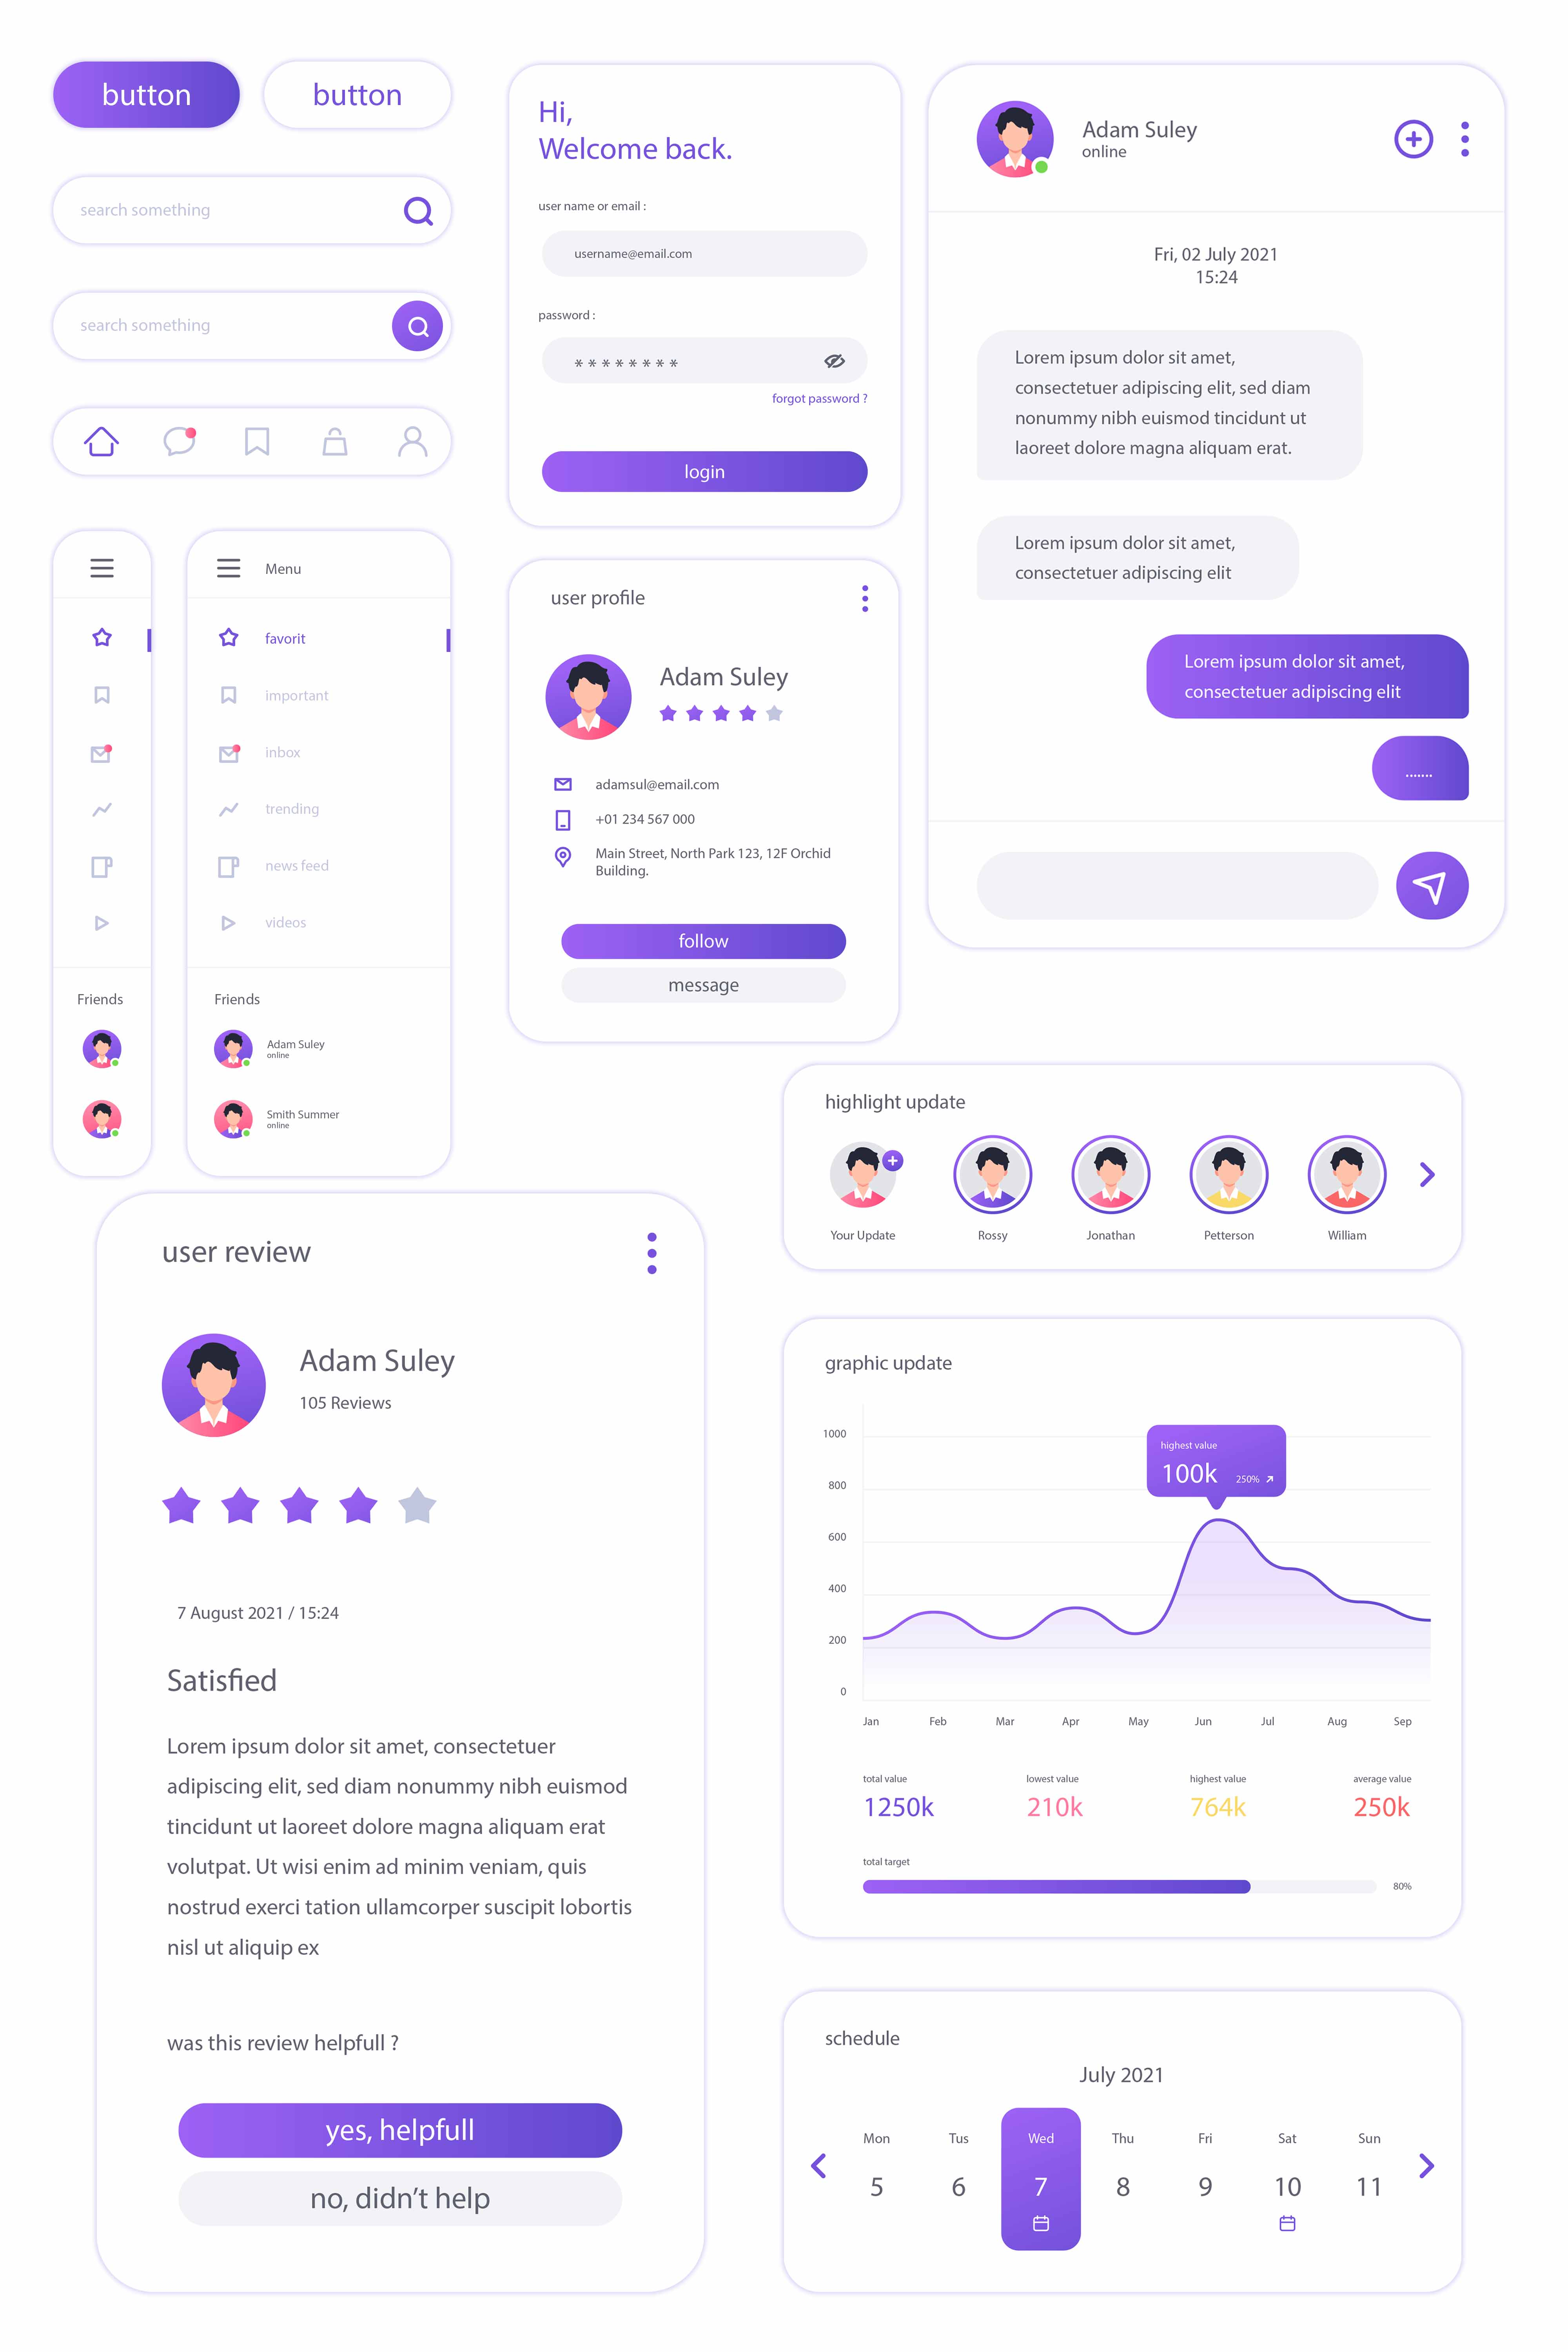 button
button
search something
search something
Menu
favorit
important
inbox
trending
news feed
videos
Friends
Friends
Adam Suley
online
Smith Summer
online
Hi,
Welcome back.
user name or email :
username@email.com
password :
********
forgot password ?
login
user profile
Adam Suley
adamsul@email.com
+01 234 567 000
Main Street, North Park 123, 12F Orchid
Building.
follow
message
Adam Suley
online
Fri, 02 July 2021
15:24
Lorem ipsum dolor sit amet,
consectetuer adipiscing elit, sed diam
nonummy nibh euismod tincidunt ut
laoreet dolore magna aliquam erat.
Lorem ipsum dolor sit amet,
consectetuer adipiscing elit
Lorem ipsum dolor sit amet,
consectetuer adipiscing elit
.......
highlight update
Your Update
Rossy
Jonathan
Petterson
William
user review
Adam Suley
105 Reviews
7 August 2021 / 15:24
Satisfied
Lorem ipsum dolor sit amet, consectetuer
adipiscing elit, sed diam nonummy nibh euismod
tincidunt ut laoreet dolore magna aliquam erat
volutpat. Ut wisi enim ad minim veniam, quis
nostrud exerci tation ullamcorper suscipit lobortis
nisl ut aliquip ex
was this review helpfull ?
yes, helpfull
no, didn't help
graphic update
1000
800
600
400
200
0
highest value
100k 250%
Jan Feb Mar Apr May Jun Jul Aug Sep
total value lowest value highest value average value
1250k 210k 764k 250k
total target
80%
schedule
July 2021
Mon Tus Wed Thu Fri Sat Sun
5 6 7 8 9 10 11